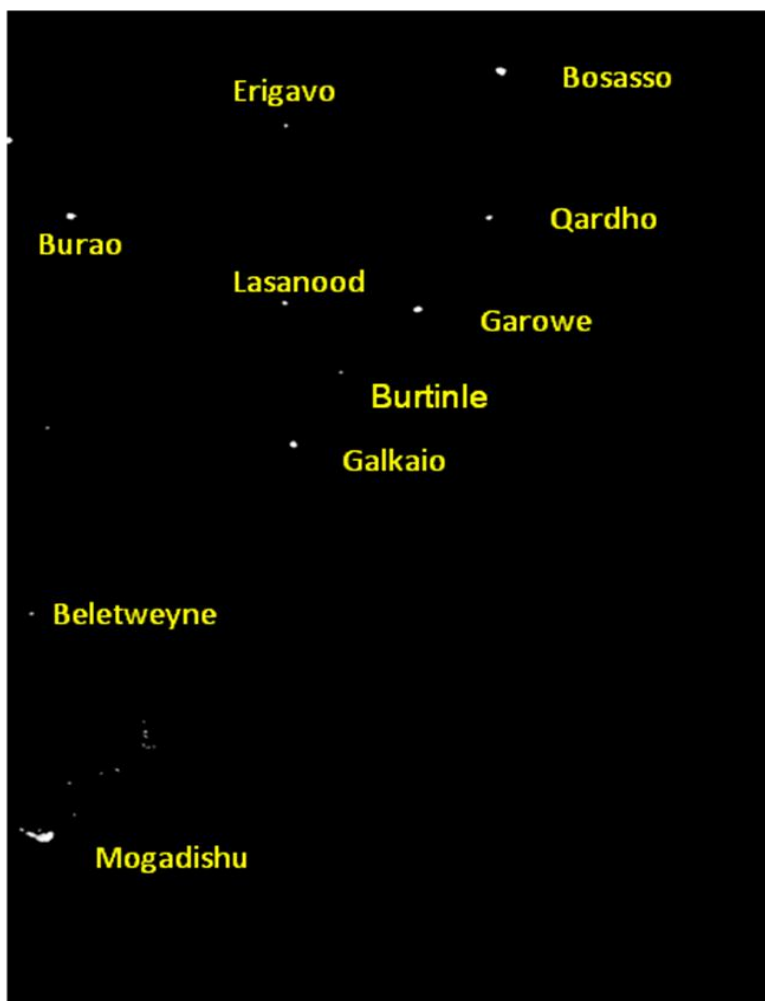 Bosasso
Erigavo
Qardho
Burao
Lasanood
Garowe
Burtinle
Galkaio
Beletweyne
Mogadishu